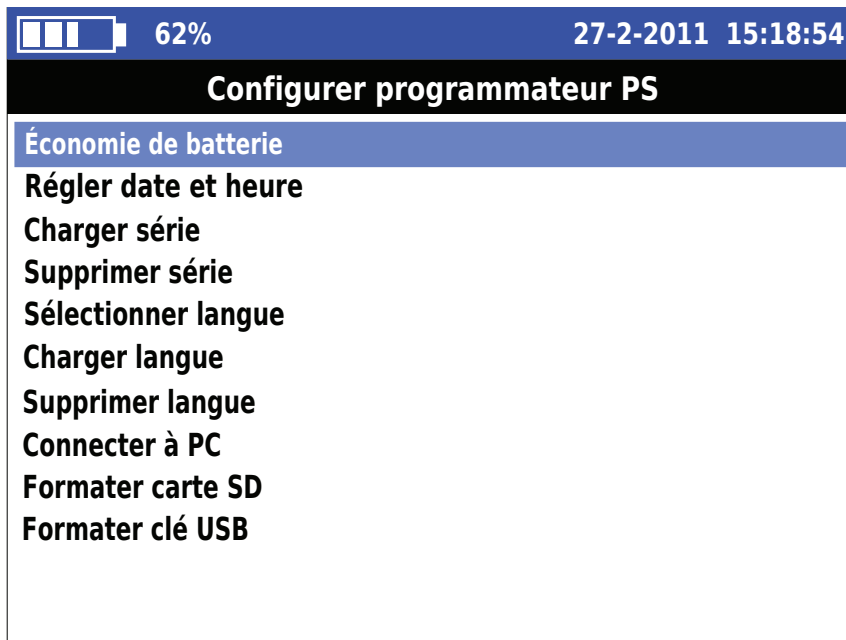 62% 27-2-2011 15:18:54
Configurer programmateur PS
Économie de batterie
Régler date et heure
Charger série
Supprimer série
Sélectionner langue
Charger langue
Supprimer langue
Connecter à PC
Formater carte SD
Formater clé USB